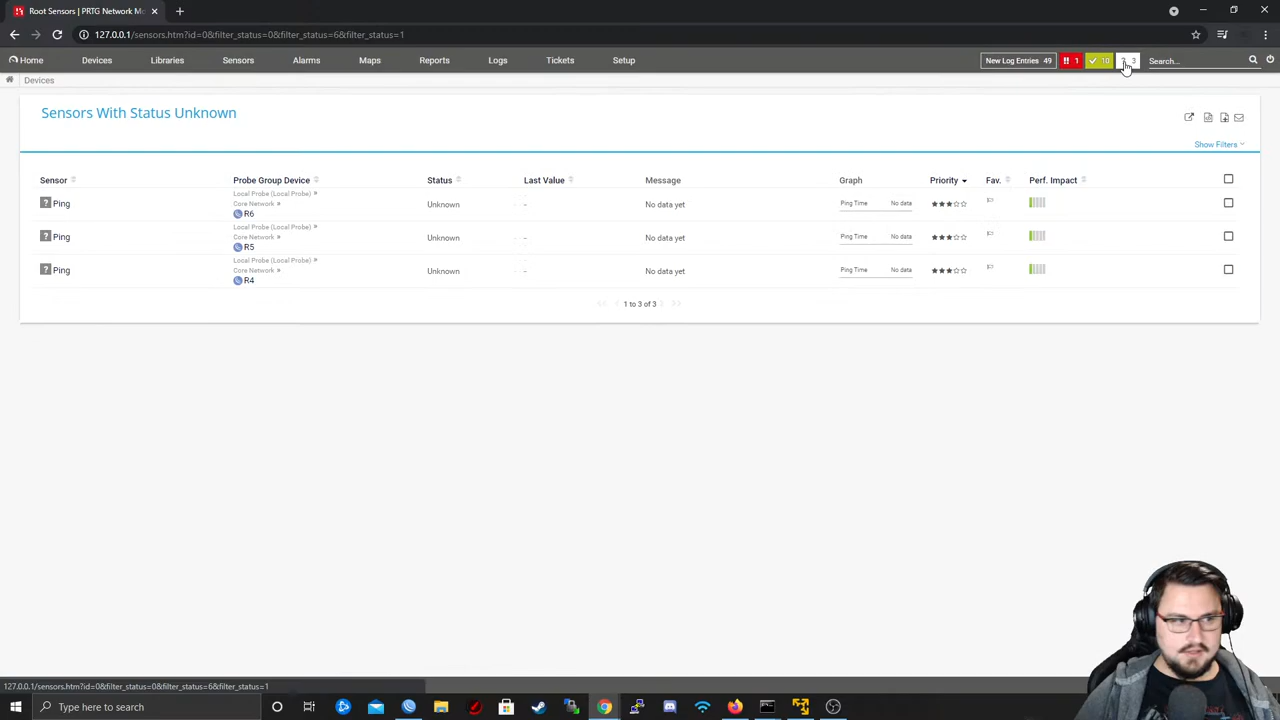 Root Sensors | PRTG Network Mo
127.0.0.1/sensors.htm?id=0&filter_status=0&filter_status=6&filter_status=1
Home Devices Libraries Sensors Alarms Maps Reports Logs Tickets Setup New Log Entries 49 !! 1 10 3 Search...
Devices
Sensors With Status Unknown
Show Filters
Sensor Probe Group Device Status Last Value Message Graph Priority Fav. Perf. Impact
Local Probe (Local Probe) »
Core Network »
? Ping R6 Unknown - No data yet Ping Time No data
Local Probe (Local Probe) »
Core Network »
? Ping R5 Unknown - No data yet Ping Time No data
Local Probe (Local Probe) »
Core Network »
? Ping R4 Unknown - No data yet Ping Time No data
<< 1 to 3 of 3 >>
127.0.0.1/sensors.htm?id=0&filter_status=0&filter_status=6&filter_status=1
Type here to search